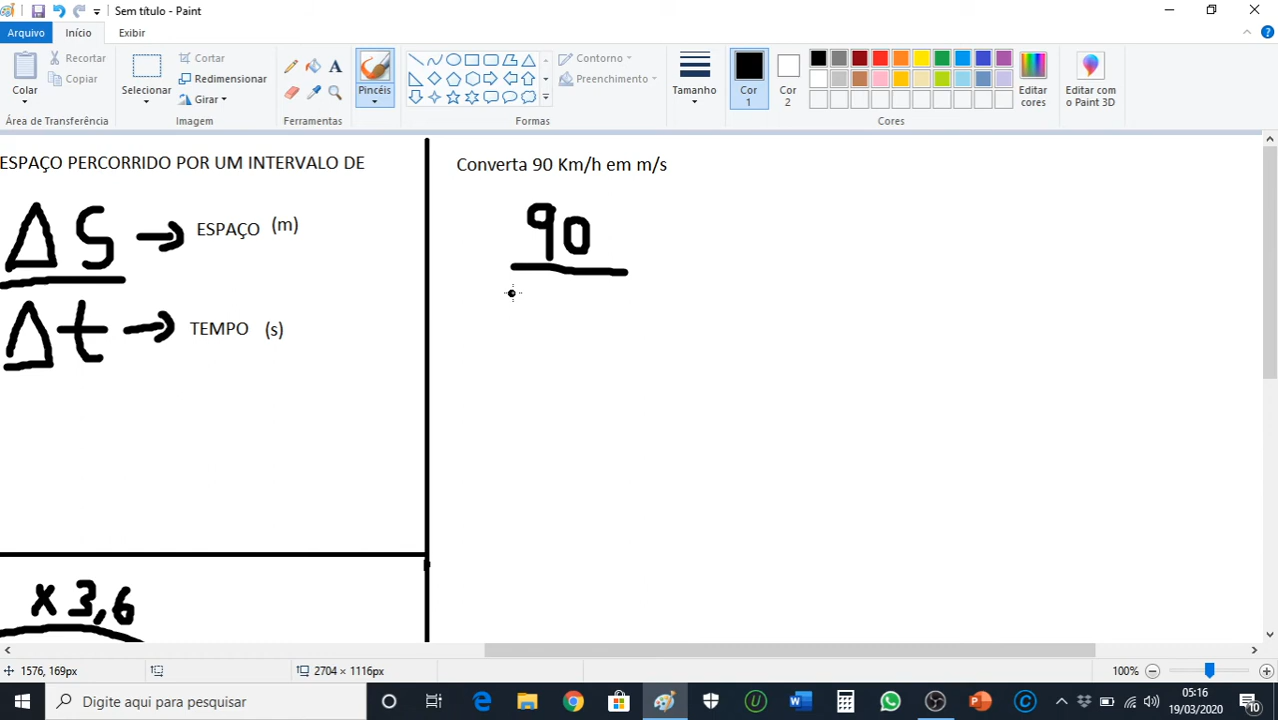 Sem título - Paint
Arquivo Início Exibir
Colar
Recortar
Copiar
Área de Transferência
Selecionar
Cortar
Redimensionar
Girar
Imagem
A
Ferramentas
Pincéis
Contorno
Preenchimento
Formas
Tamanho
Cor 1
Cor 2
Editar cores
Cores
Editar com o Paint 3D
ESPAÇO PERCORRIDO POR UM INTERVALO DE
Δ S → ESPAÇO (m)
Δ t → TEMPO (s)
x 3,6
Converta 90 Km/h em m/s
90
1576, 169px
2704 × 1116px
100%
Digite aqui para pesquisar
05:16
19/03/2020
10